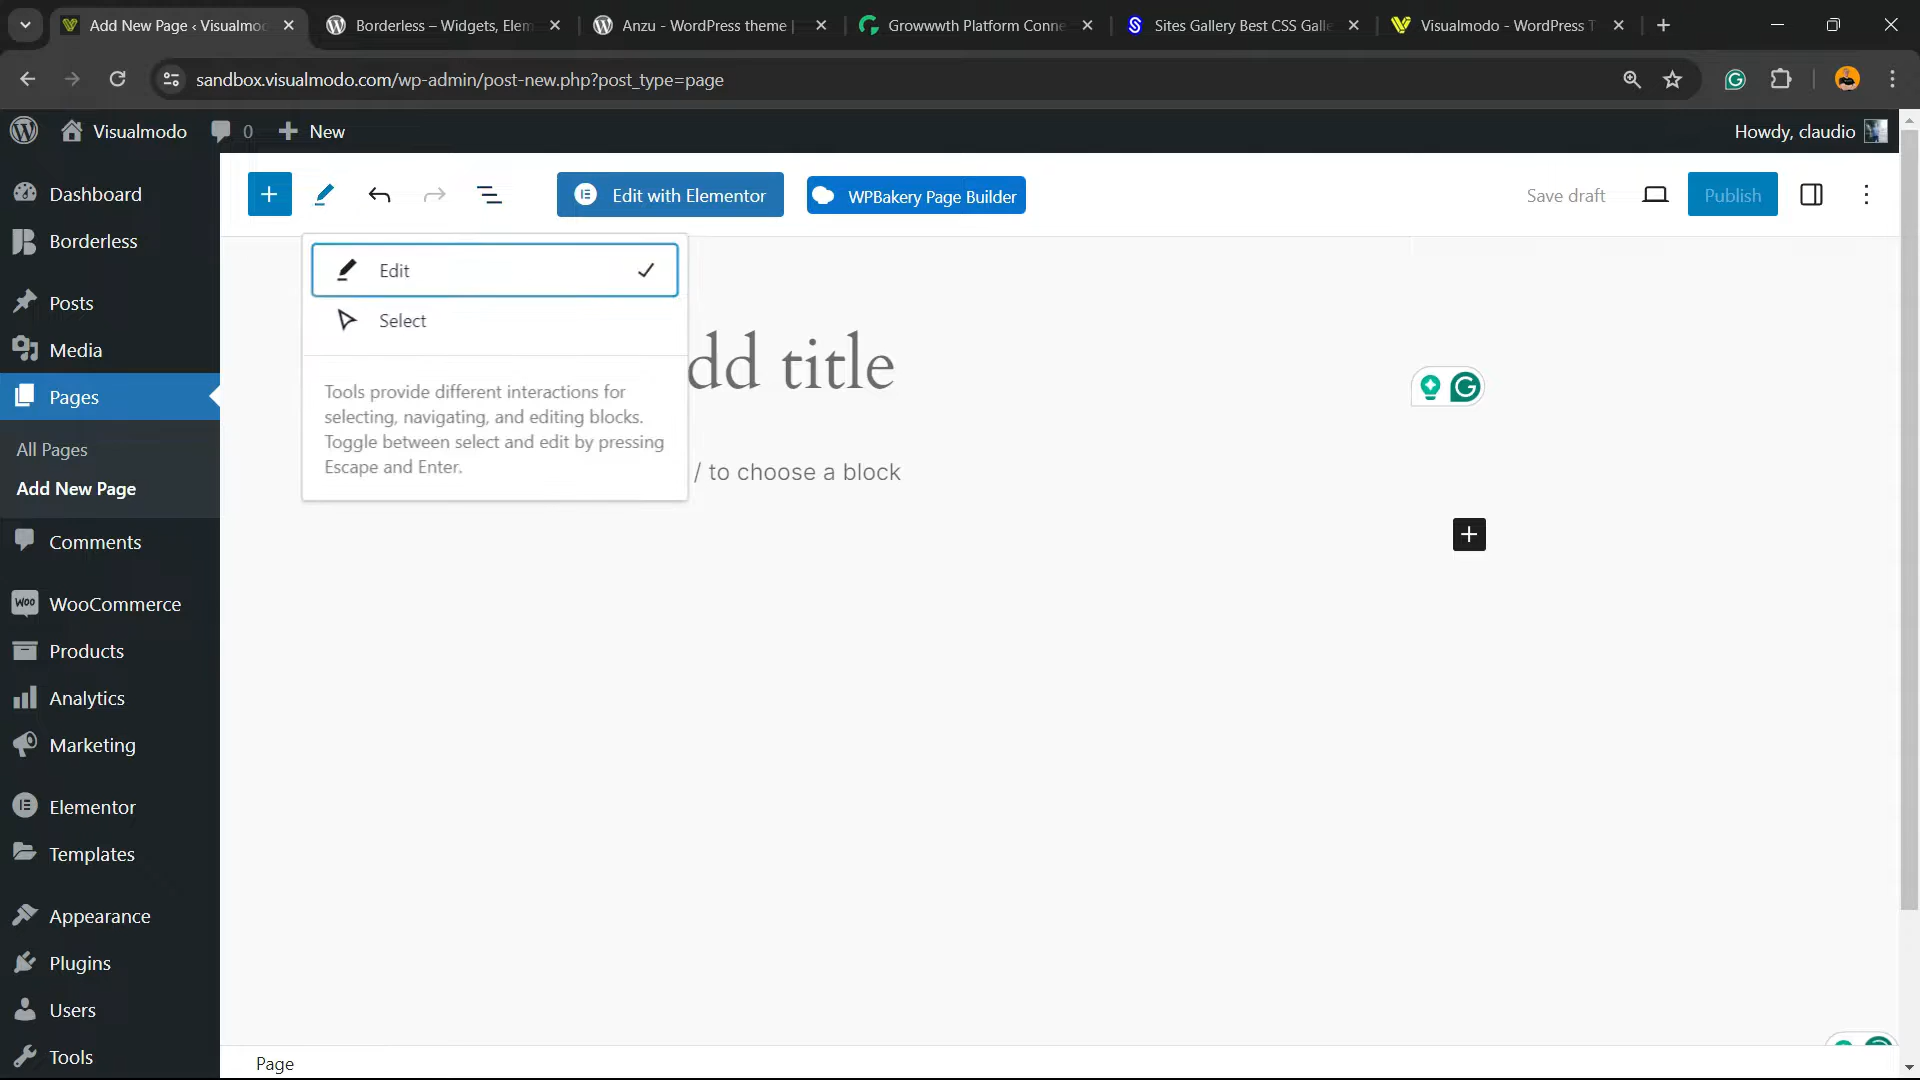 Add New Page ‹ Visualmo
Borderless – Widgets, Elem
Anzu - WordPress theme |
Growwwth Platform Conne
Sites Gallery Best CSS Galle
Visualmodo - WordPress T
sandbox.visualmodo.com/wp-admin/post-new.php?post_type=page
Visualmodo
0
New
Howdy, claudio
Dashboard
Borderless
Posts
Media
Pages
All Pages
Add New Page
Comments
WooCommerce
Products
Analytics
Marketing
Elementor
Templates
Appearance
Plugins
Users
Tools
Edit with Elementor
WPBakery Page Builder
Save draft
Publish
Edit
Select
Tools provide different interactions for
selecting, navigating, and editing blocks.
Toggle between select and edit by pressing
Escape and Enter.
dd title
/ to choose a block
Page